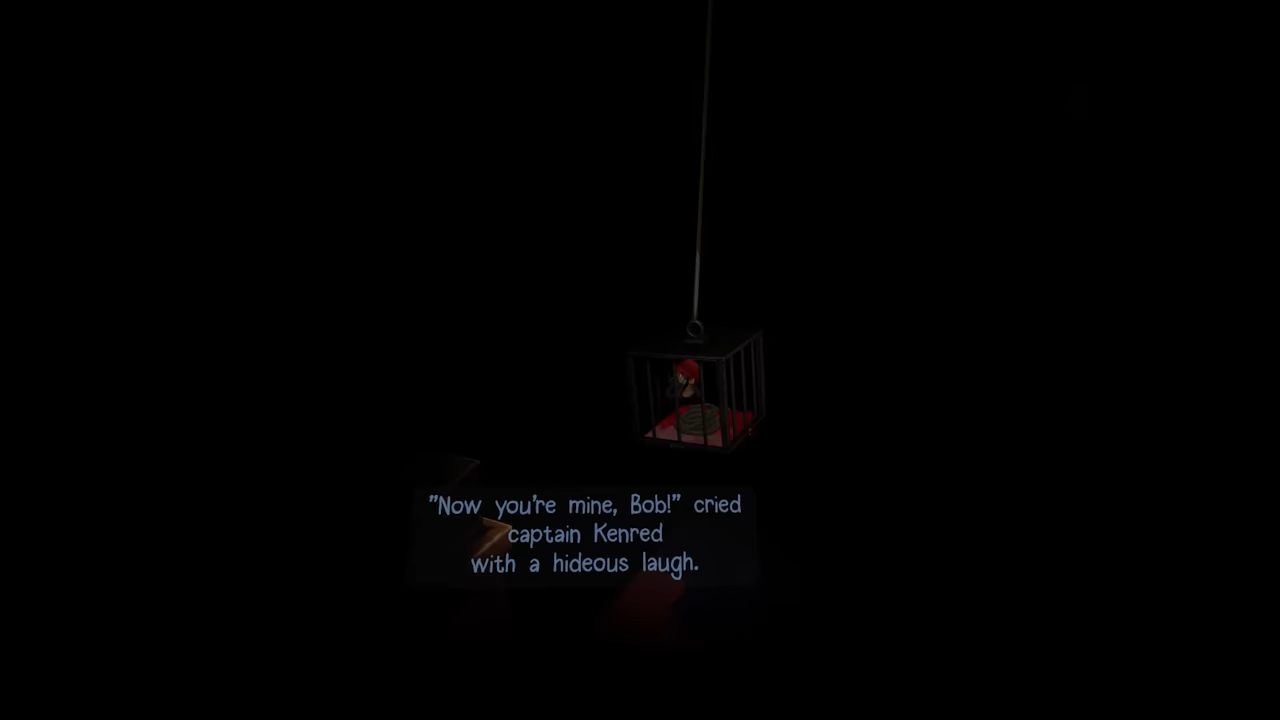 "Now you're mine, Bob!" cried
captain Kenred
with a hideous laugh.